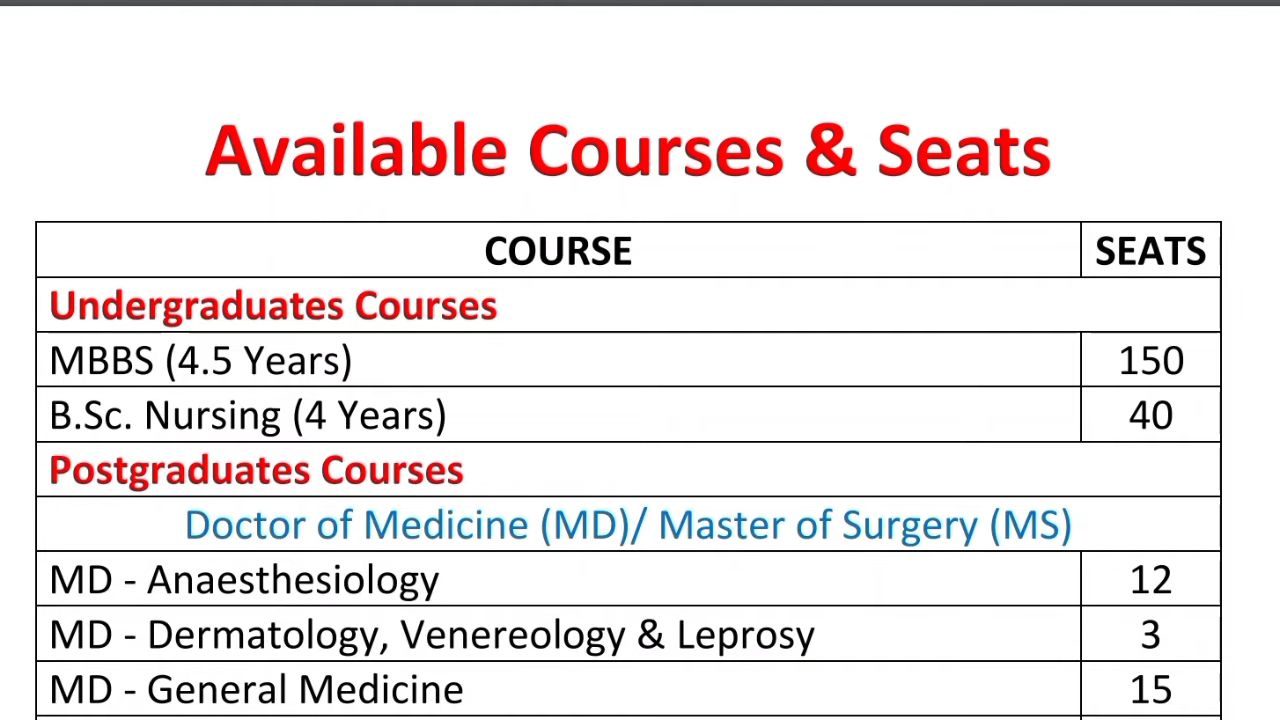 Available Courses & Seats
COURSE SEATS
Undergraduates Courses
MBBS (4.5 Years) 150
B.Sc. Nursing (4 Years) 40
Postgraduates Courses
Doctor of Medicine (MD)/ Master of Surgery (MS)
MD - Anaesthesiology 12
MD - Dermatology, Venereology & Leprosy 3
MD - General Medicine 15